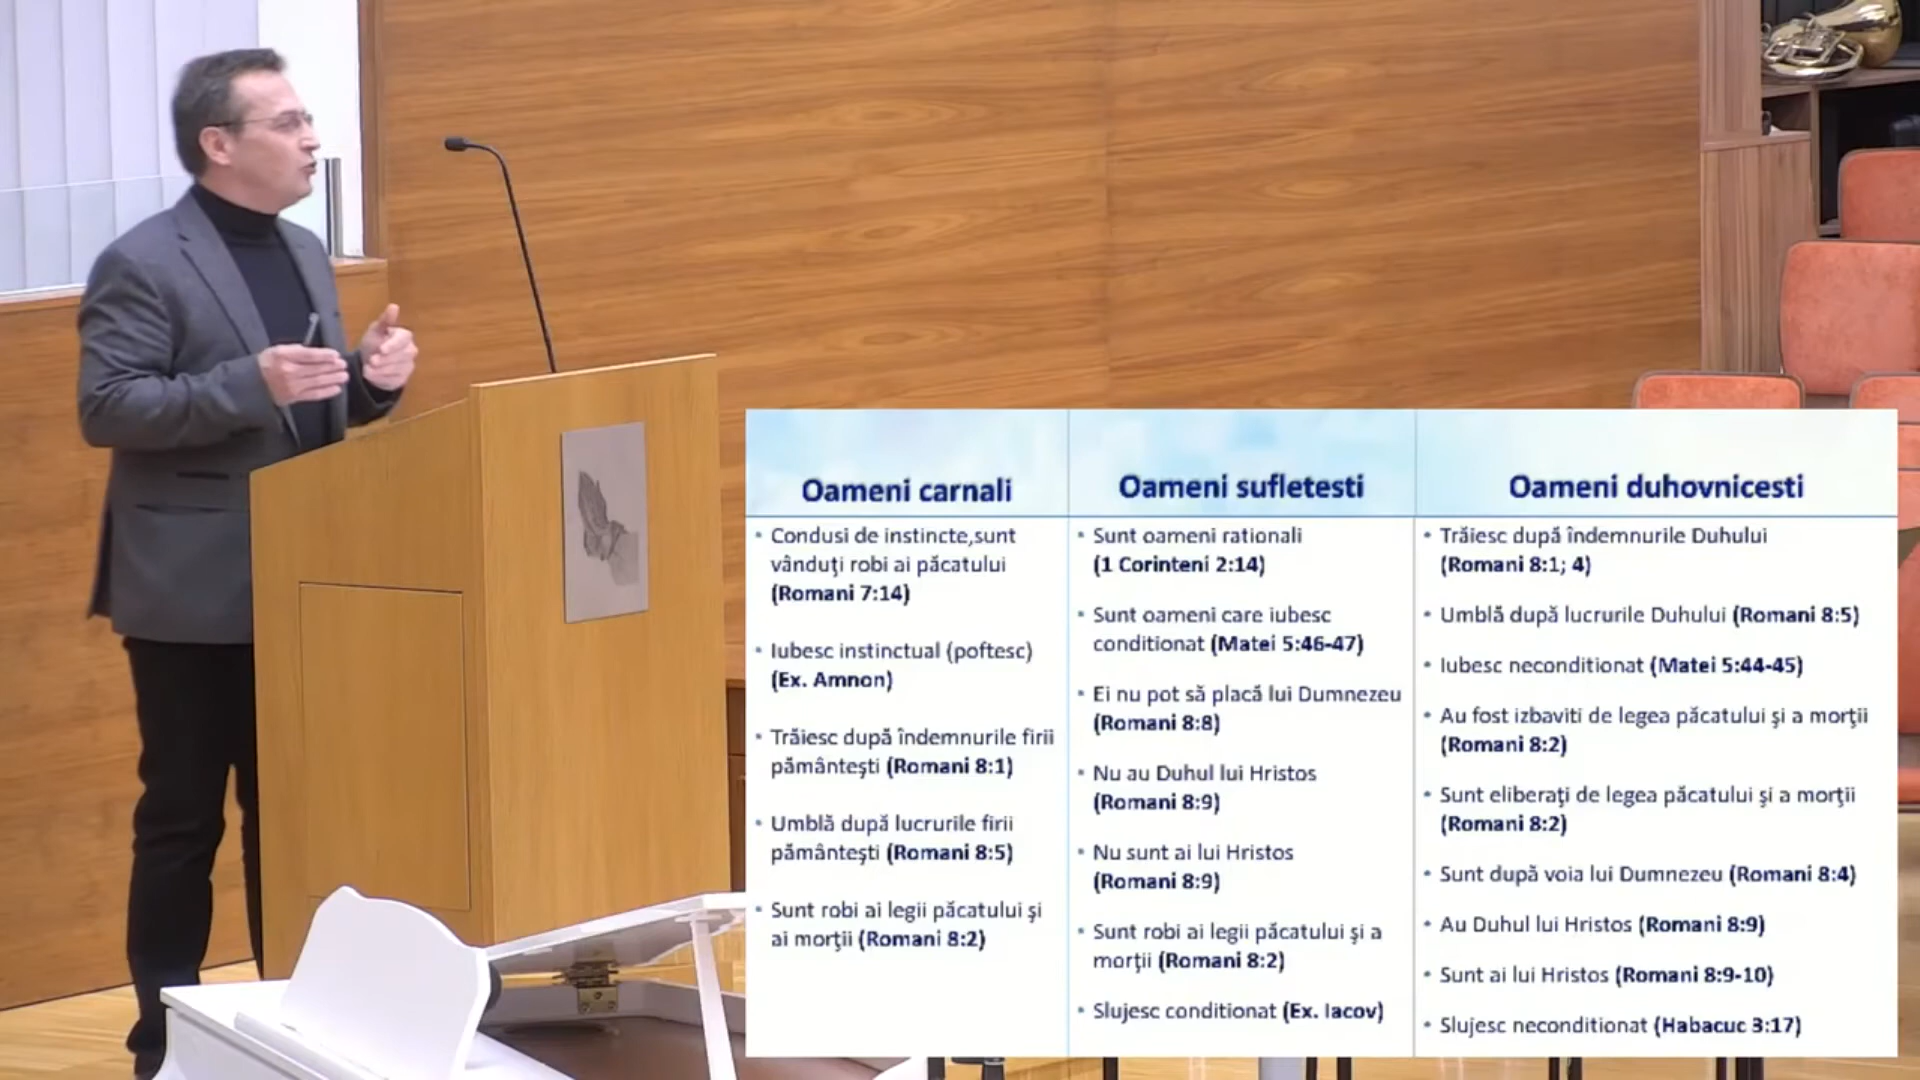 Oameni carnali
• Condusi de instincte,sunt
vânduţi robi ai păcatului
(Romani 7:14)
• Iubesc instinctual (poftesc)
(Ex. Amnon)
• Trăiesc după îndemnurile firii
pământeşti (Romani 8:1)
• Umblă după lucrurile firii
pământeşti (Romani 8:5)
• Sunt robi ai legii păcatului şi
ai morţii (Romani 8:2)
Oameni sufletesti
• Sunt oameni rationali
(1 Corinteni 2:14)
• Sunt oameni care iubesc
conditionat (Matei 5:46-47)
• Ei nu pot să placă lui Dumnezeu
(Romani 8:8)
• Nu au Duhul lui Hristos
(Romani 8:9)
• Nu sunt ai lui Hristos
(Romani 8:9)
• Sunt robi ai legii păcatului şi a
morţii (Romani 8:2)
• Slujesc conditionat (Ex. Iacov)
Oameni duhovnicesti
• Trăiesc după îndemnurile Duhului
(Romani 8:1; 4)
• Umblă după lucrurile Duhului (Romani 8:5)
• Iubesc neconditionat (Matei 5:44-45)
• Au fost izbaviti de legea păcatului şi a morţii
(Romani 8:2)
• Sunt eliberaţi de legea păcatului şi a morţii
(Romani 8:2)
• Sunt după voia lui Dumnezeu (Romani 8:4)
• Au Duhul lui Hristos (Romani 8:9)
• Sunt ai lui Hristos (Romani 8:9-10)
• Slujesc neconditionat (Habacuc 3:17)